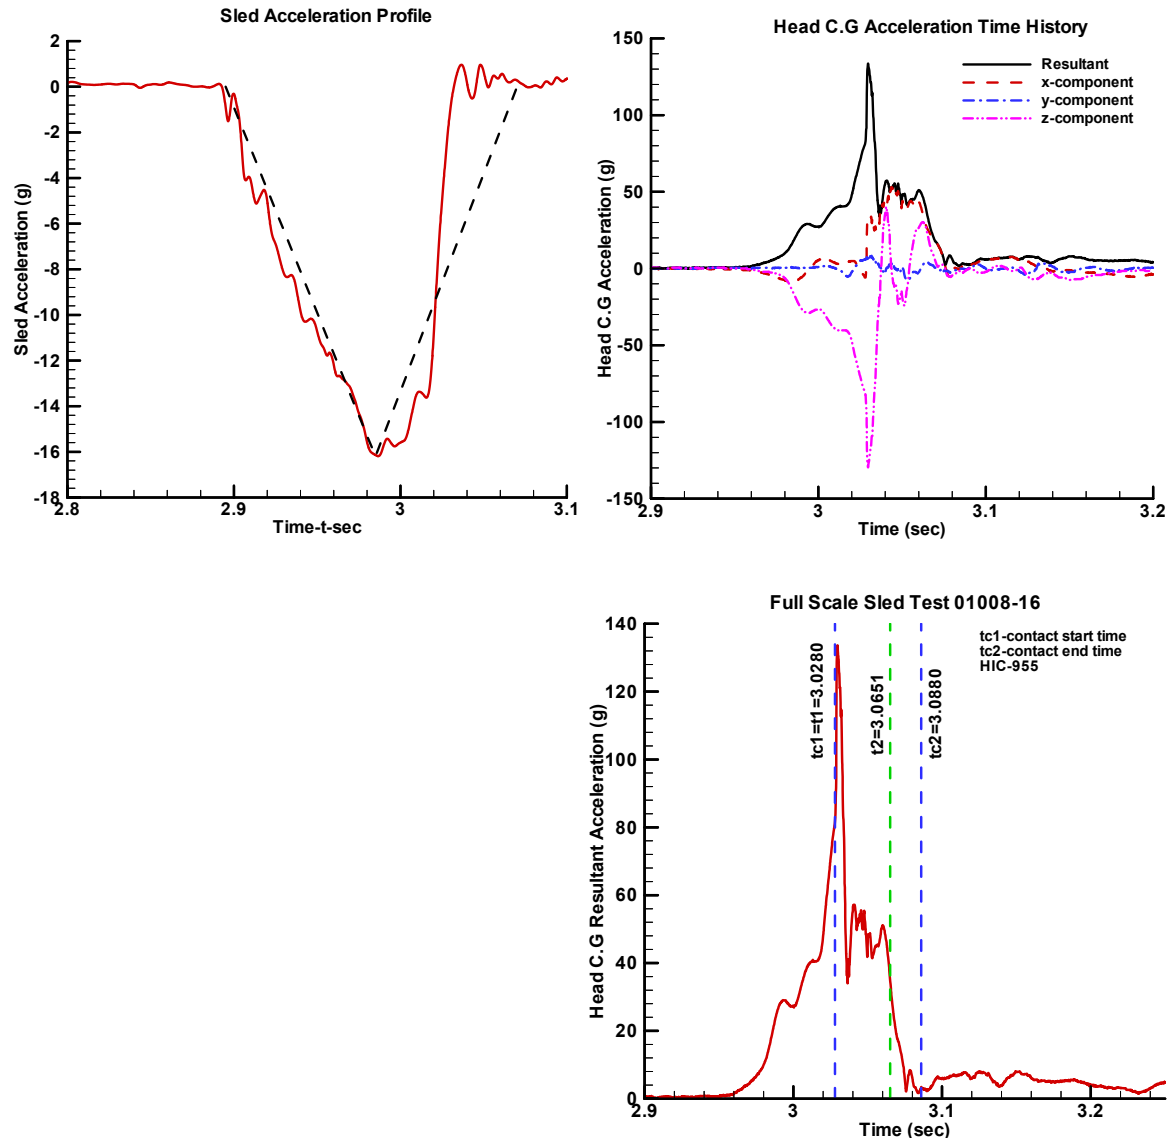 Sled Acceleration Profile
2
0
-2
-4
-6
-8
-10
-12
-14
-16
-18
Sled Acceleration (g)
2.8
2.9
3
3.1
Time-t-sec
Head C.G Acceleration Time History
Resultant
x-component
y-component
z-component
150
100
50
0
-50
-100
-150
Head C.G Acceleration (g)
2.9
3
3.1
3.2
Time (sec)
Full Scale Sled Test 01008-16
tc1-contact start time
tc2-contact end time
HIC-955
tc1=t1=3.0280
t2=3.0651
tc2=3.0880
140
120
100
80
60
40
20
0
Head C.G Resultant Acceleration (g)
2.9
3
3.1
3.2
Time (sec)